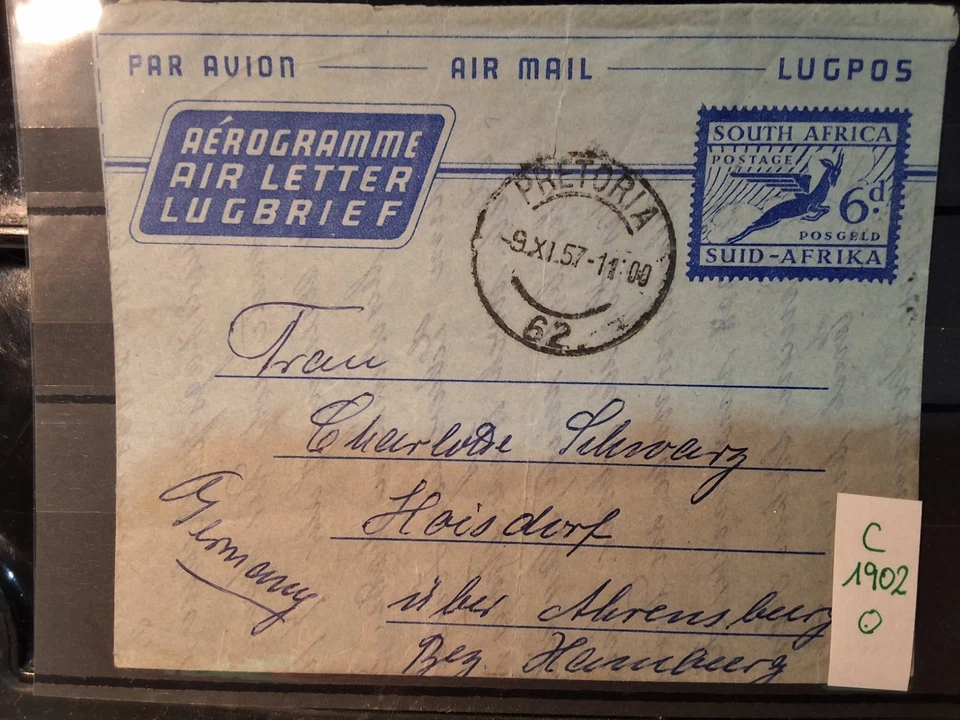 PAR AVION AIR MAIL LUGPOS
AÉROGRAMME
AIR LETTER
LUGBRIEF
PRETORIA
-9.XI.57-11 00
62
SOUTH AFRICA
POSTAGE
6d.
POSGELD
SUID-AFRIKA
Frau
Charlotte Schwarz
Hoisdorf
Germany
über Ahrensburg
Bez. Hamburg
C
1902